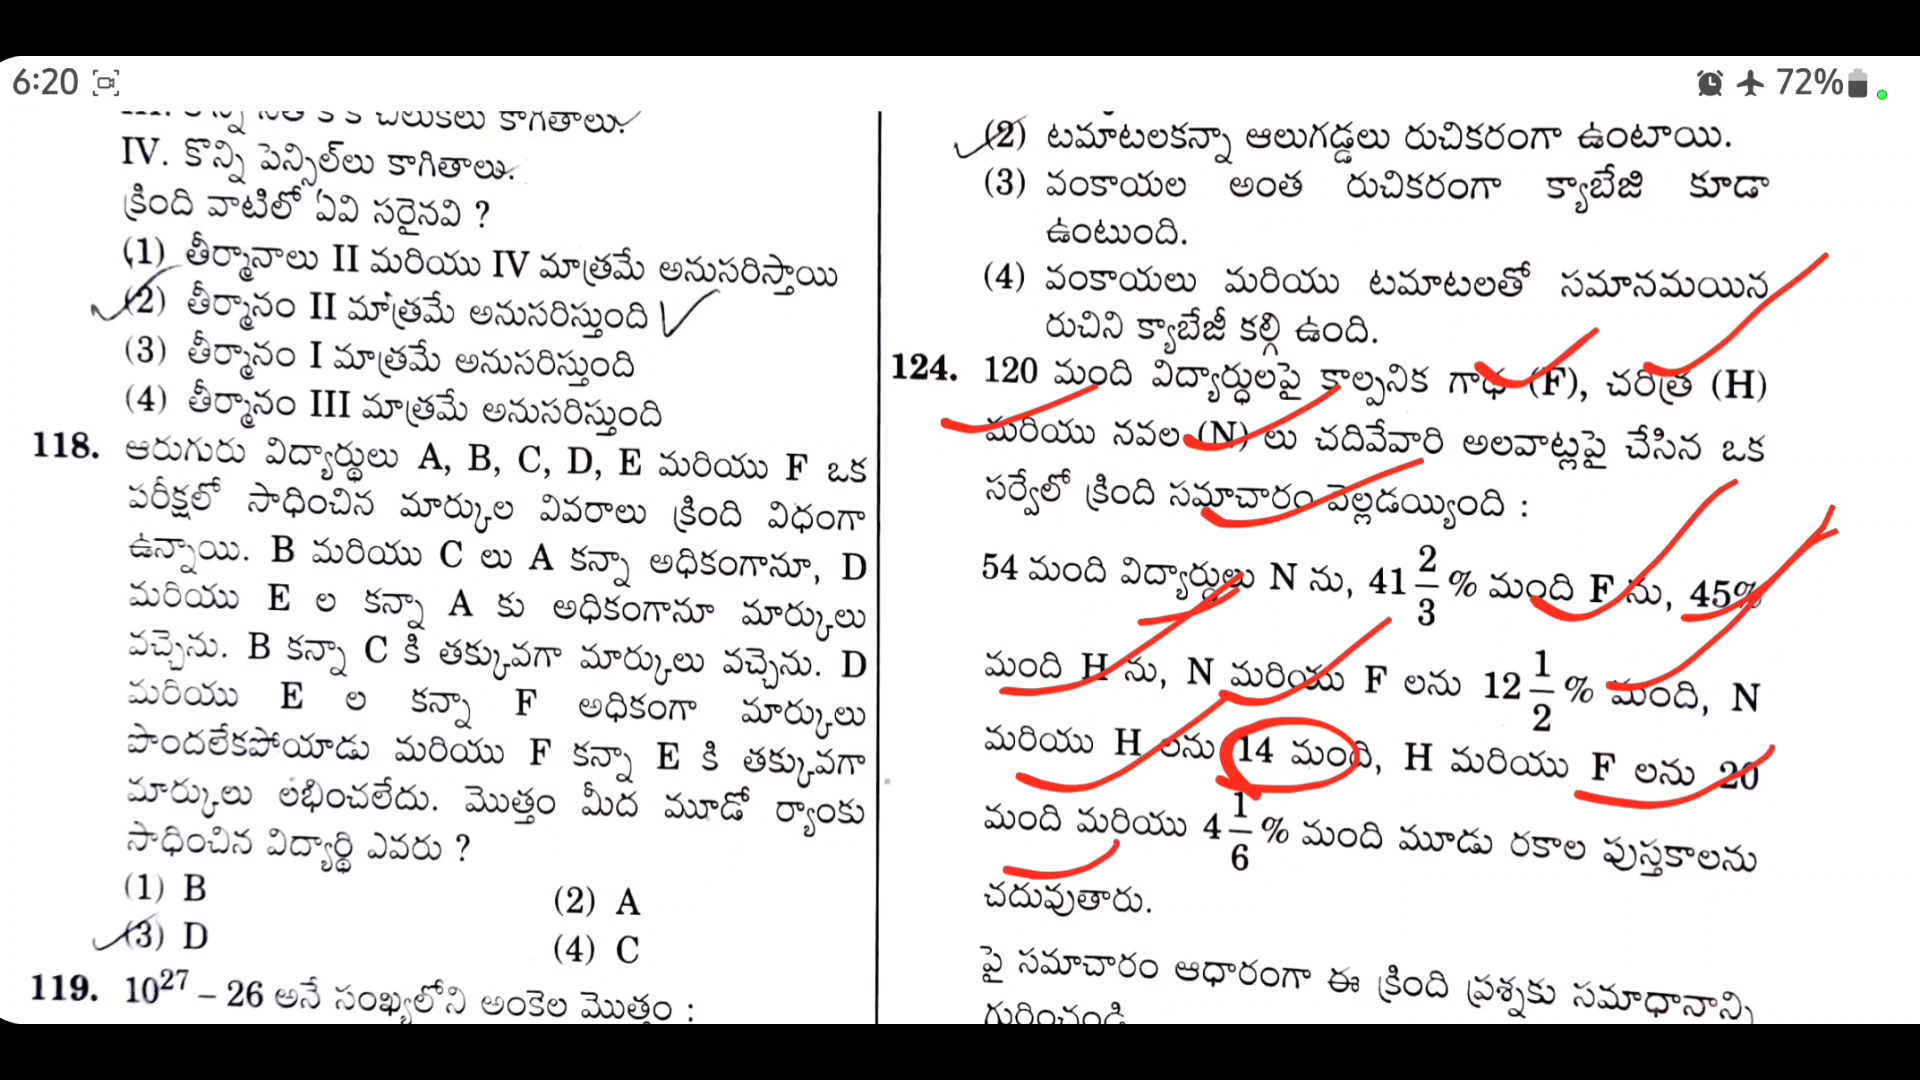 6:20 72%
కాగితాలు.
IV. కొన్ని పెన్సిల్‌లు కాగితాలు.
క్రింది వాటిలో ఏవి సరైనవి ?
(1) తీర్మానాలు II మరియు IV మాత్రమే అనుసరిస్తాయి
(2) తీర్మానం II మాత్రమే అనుసరిస్తుంది
(3) తీర్మానం I మాత్రమే అనుసరిస్తుంది
(4) తీర్మానం III మాత్రమే అనుసరిస్తుంది
118. ఆరుగురు విద్యార్థులు A, B, C, D, E మరియు F ఒక
పరీక్షలో సాధించిన మార్కుల వివరాలు క్రింది విధంగా
ఉన్నాయి. B మరియు C లు A కన్నా అధికంగానూ, D
మరియు E ల కన్నా A కు అధికంగానూ మార్కులు
వచ్చెను. B కన్నా C కి తక్కువగా మార్కులు వచ్చెను. D
మరియు E ల కన్నా F అధికంగా మార్కులు
పొందలేకపోయాడు మరియు F కన్నా E కి తక్కువగా
మార్కులు లభించలేదు. మొత్తం మీద మూడో ర్యాంకు
సాధించిన విద్యార్థి ఎవరు ?
(1) B (2) A
(3) D (4) C
119. 10²⁷ – 26 అనే సంఖ్యలోని అంకెల మొత్తం :
(2) టమాటలకన్నా ఆలుగడ్డలు రుచికరంగా ఉంటాయి.
(3) వంకాయల అంత రుచికరంగా క్యాబేజి కూడా
ఉంటుంది.
(4) వంకాయలు మరియు టమాటలతో సమానమయిన
రుచిని క్యాబేజీ కల్గి ఉంది.
124. 120 మంది విద్యార్ధులపై కాల్పనిక గాధ (F), చరిత్ర (H)
మరియు నవల (N) లు చదివేవారి అలవాట్లపై చేసిన ఒక
సర్వేలో క్రింది సమాచారం వెల్లడయ్యింది :
54 మంది విద్యార్థులు N ను, 41 2/3 % మంది F ను, 45%
మంది H ను, N మరియు F లను 12 1/2 % మంది, N
మరియు H లను 14 మంది, H మరియు F లను 20
మంది మరియు 4 1/6 % మంది మూడు రకాల పుస్తకాలను
చదువుతారు.
పై సమాచారం ఆధారంగా ఈ క్రింది ప్రశ్నకు సమాధానాన్ని
గుర్తించండి